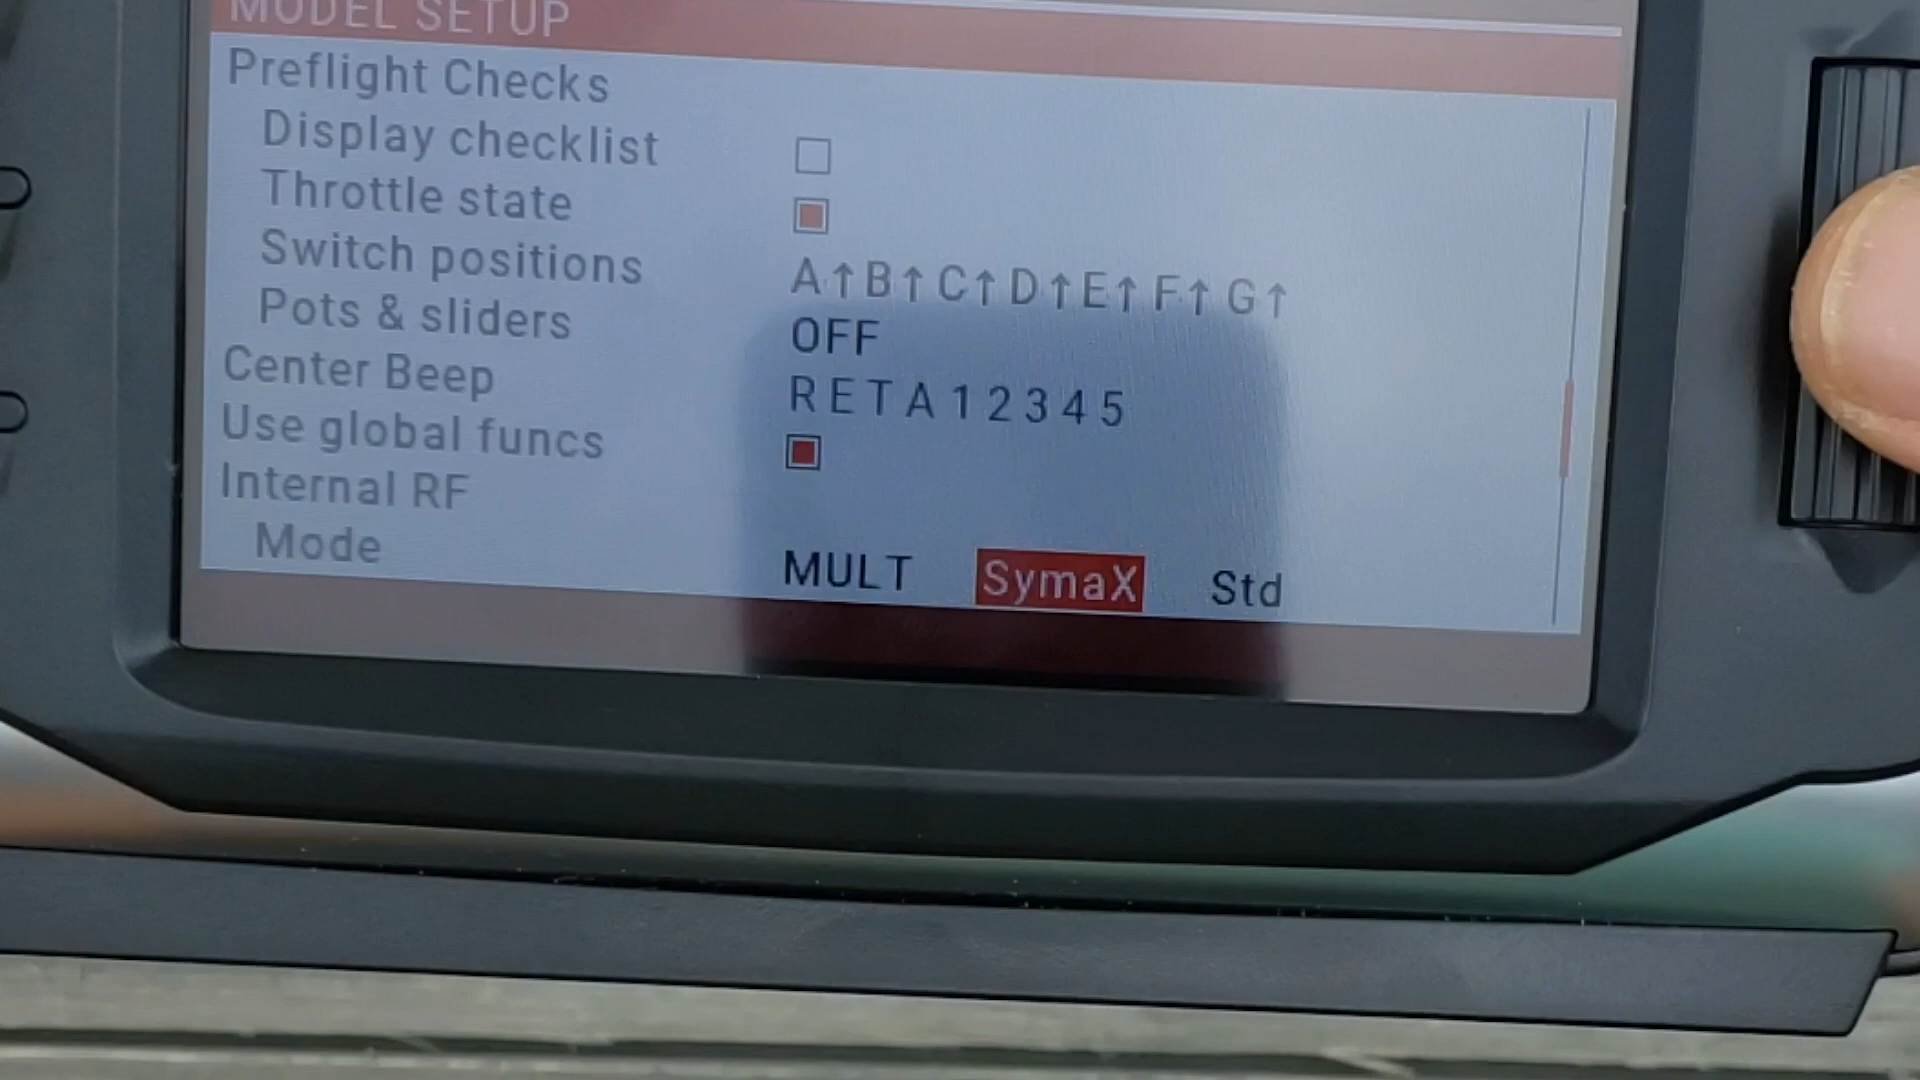 MODEL SETUP
Preflight Checks
Display checklist
Throttle state
Switch positions A↑B↑C↑D↑E↑F↑G↑
Pots & sliders OFF
Center Beep RETA12345
Use global funcs
Internal RF
Mode MULT SymaX Std